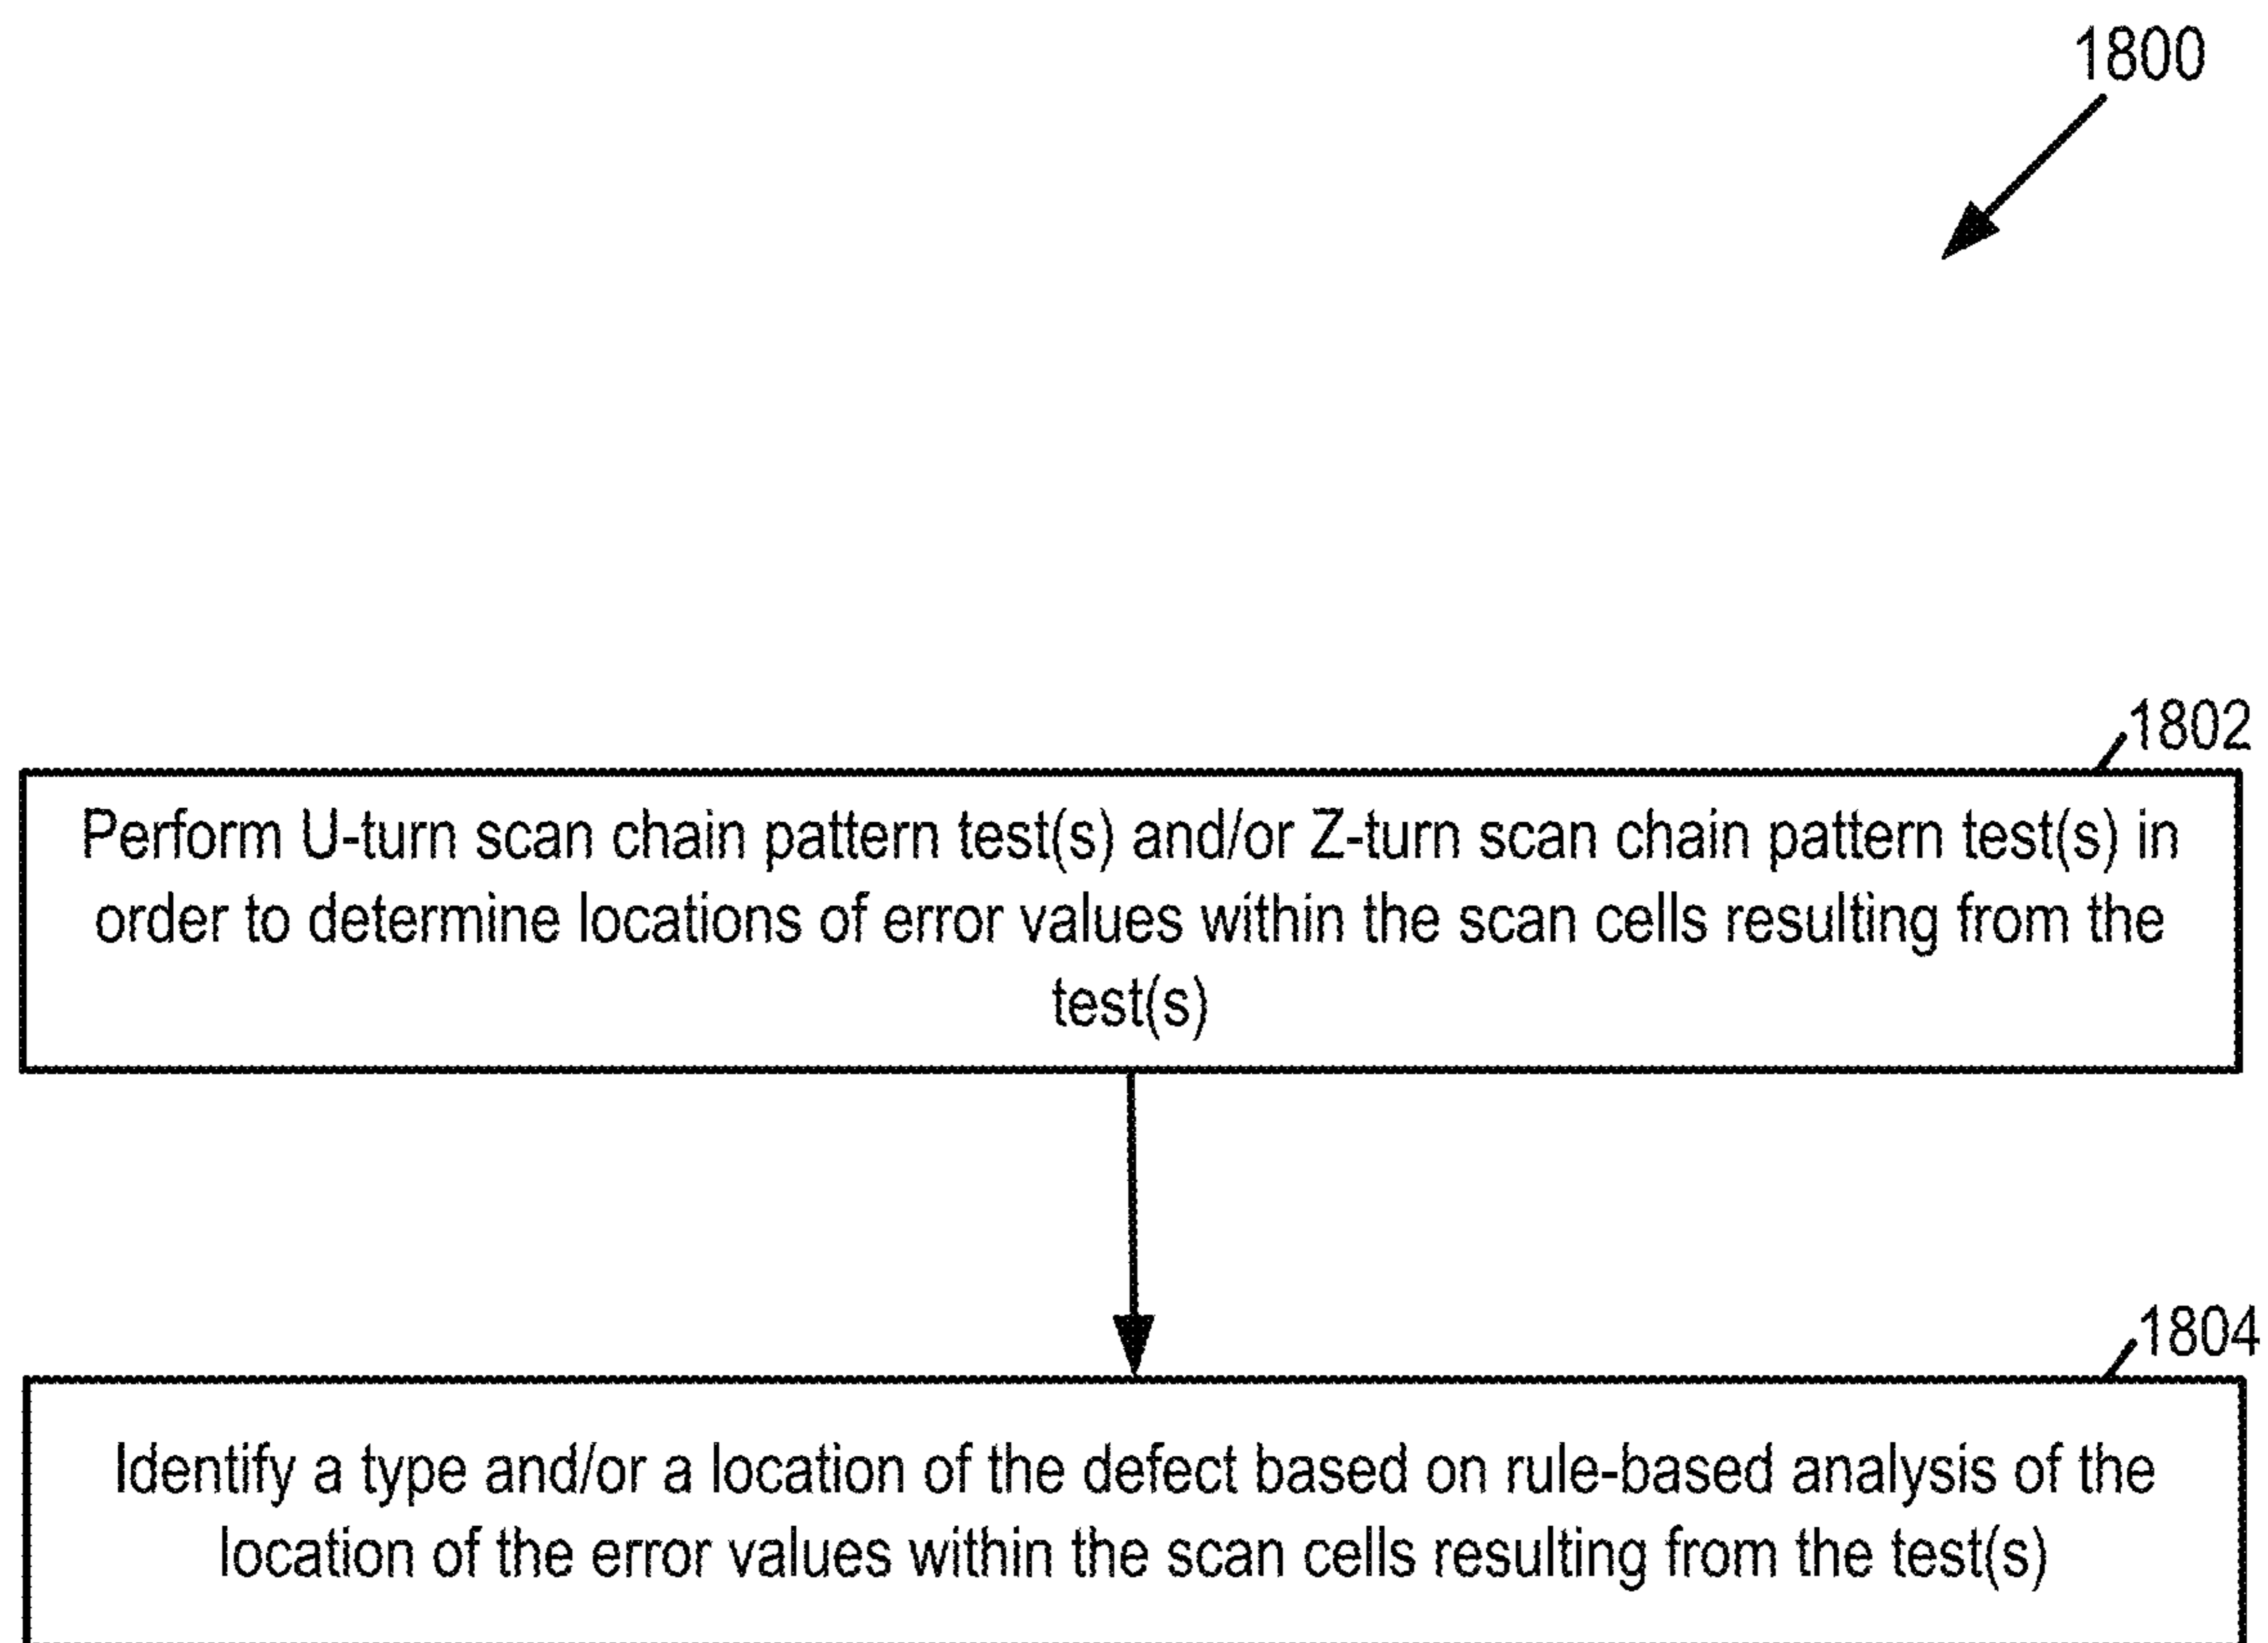 1800
1802
Perform U-turn scan chain pattern test(s) and/or Z-turn scan chain pattern test(s) in
order to determine locations of error values within the scan cells resulting from the
test(s)
1804
Identify a type and/or a location of the defect based on rule-based analysis of the
location of the error values within the scan cells resulting from the test(s)